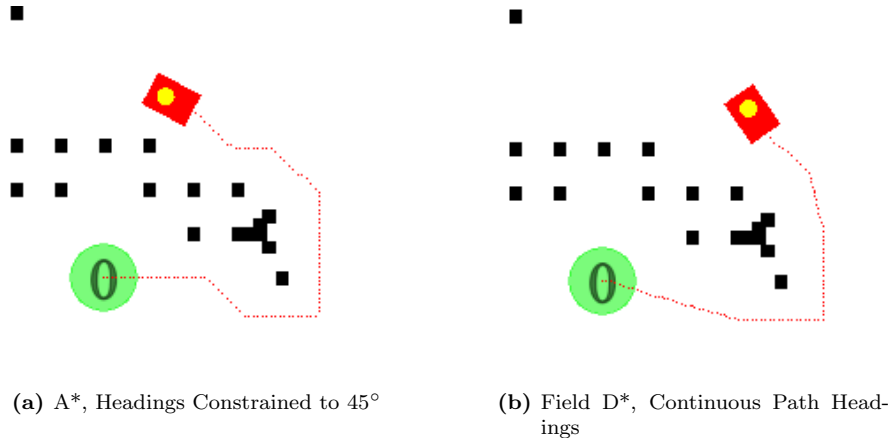 0
0
(a) A*, Headings Constrained to 45°
(b) Field D*, Continuous Path Head-
ings